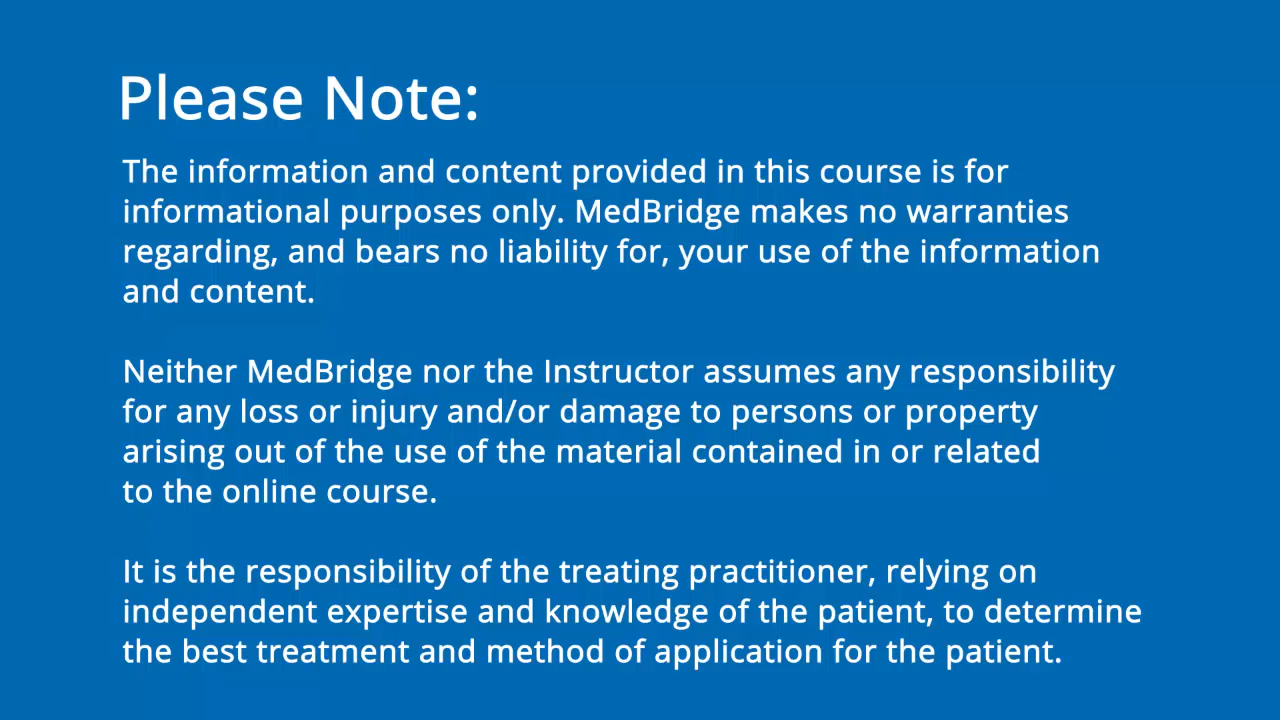 Please Note:
The information and content provided in this course is for
informational purposes only. MedBridge makes no warranties
regarding, and bears no liability for, your use of the information
and content.
Neither MedBridge nor the Instructor assumes any responsibility
for any loss or injury and/or damage to persons or property
arising out of the use of the material contained in or related
to the online course.
It is the responsibility of the treating practitioner, relying on
independent expertise and knowledge of the patient, to determine
the best treatment and method of application for the patient.